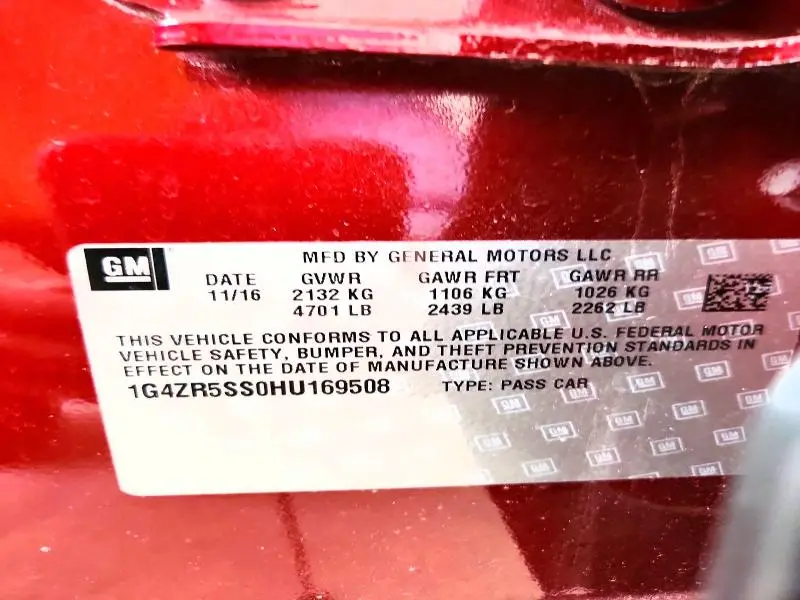 GM
MFD BY GENERAL MOTORS LLC
DATE GVWR GAWR FRT GAWR RR
11/16 2132 KG 1106 KG 1026 KG
4701 LB 2439 LB 2262 LB
THIS VEHICLE CONFORMS TO ALL APPLICABLE U.S. FEDERAL MOTOR
VEHICLE SAFETY, BUMPER, AND THEFT PREVENTION STANDARDS IN
EFFECT ON THE DATE OF MANUFACTURE SHOWN ABOVE.
1G4ZR5SS0HU169508 TYPE: PASS CAR